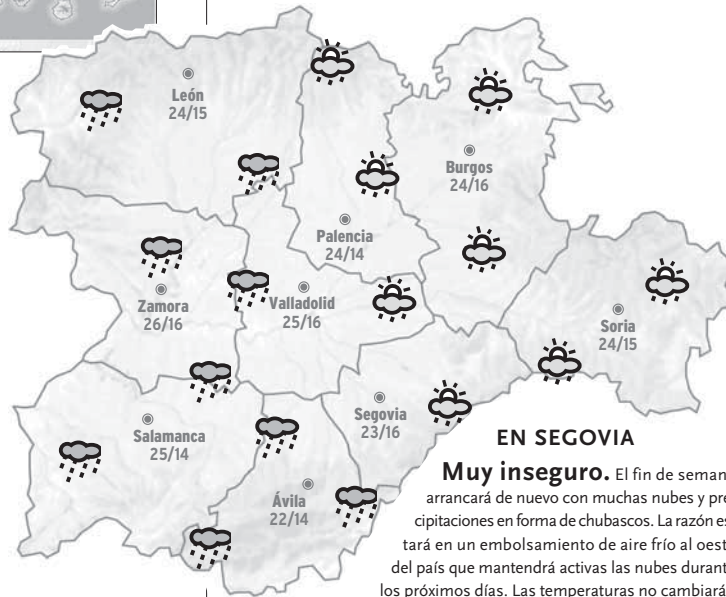 León
24/15
Burgos
24/16
Palencia
24/14
Zamora
26/16
Valladolid
25/16
Soria
24/15
Segovia
23/16
Salamanca
25/14
Ávila
22/14
EN SEGOVIA
Muy inseguro. El fin de seman
arrancará de nuevo con muchas nubes y pre
cipitaciones en forma de chubascos. La razón es
tará en un embolsamiento de aire frío al oest
del país que mantendrá activas las nubes durant
los próximos días. Las temperaturas no cambiará